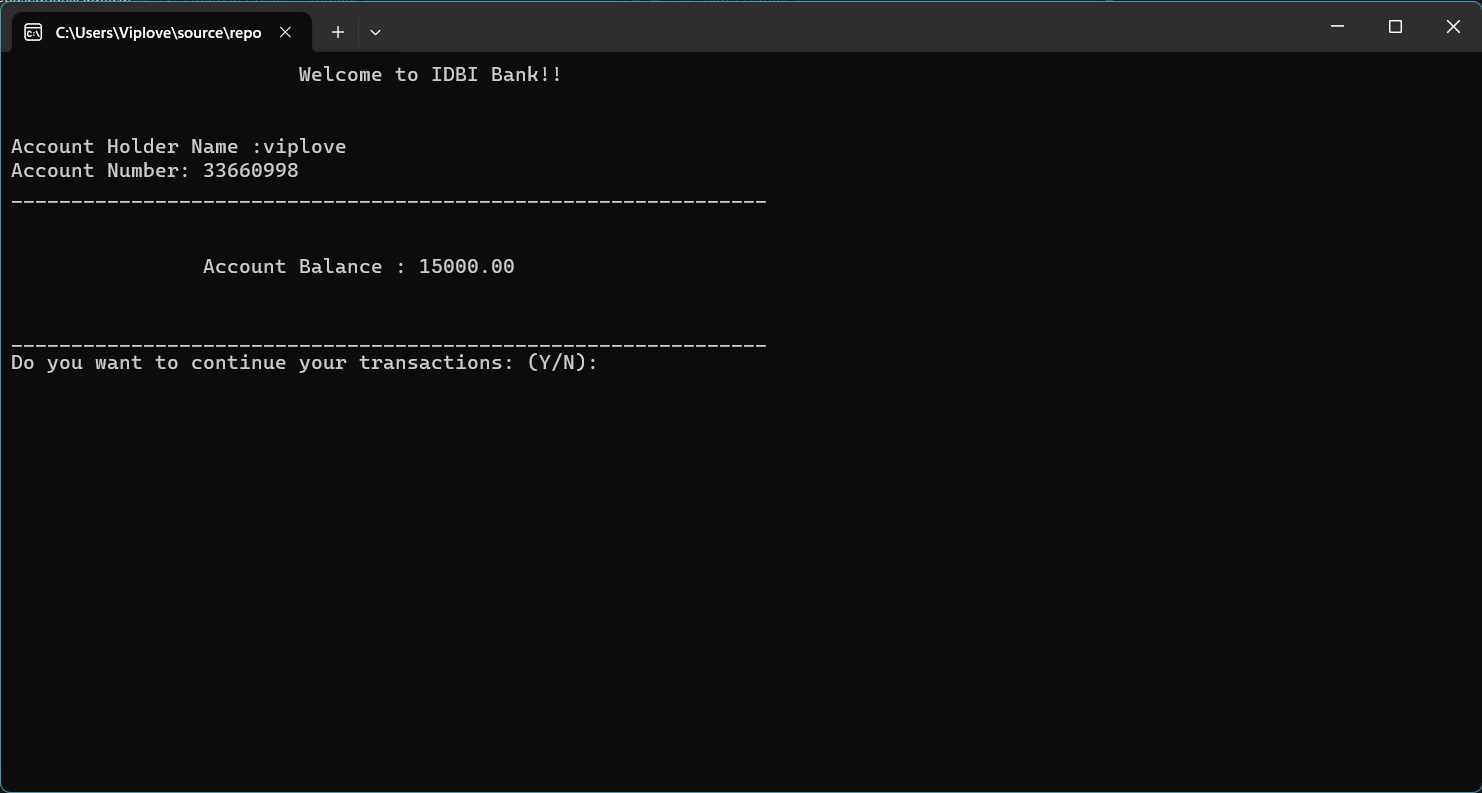 C:\Users\Viplove\source\repo
Welcome to IDBI Bank!!
Account Holder Name :viplove
Account Number: 33660998
---------------------------------------------------------------
Account Balance : 15000.00
---------------------------------------------------------------
Do you want to continue your transactions: (Y/N):